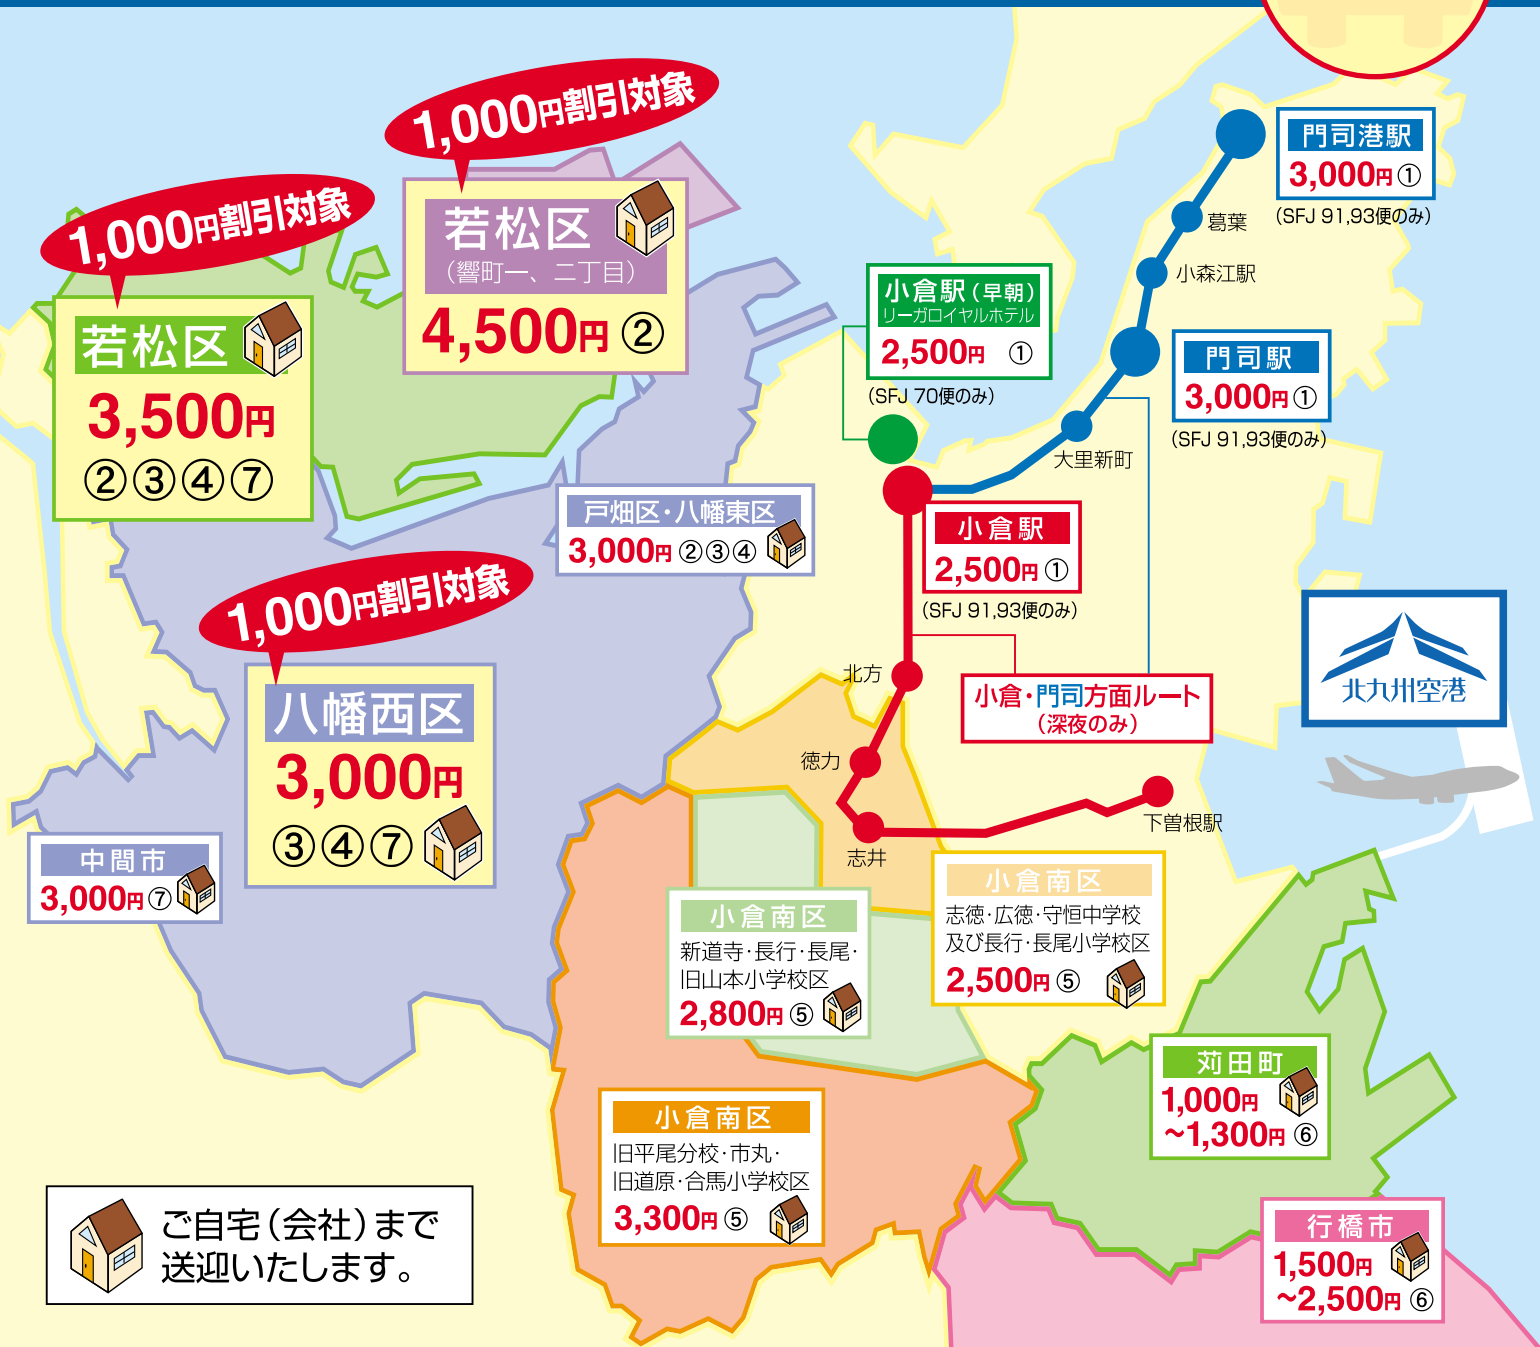 1,000円割引対象
若松区
（響町一、二丁目）
4,500円 ②
1,000円割引対象
若松区
3,500円
②③④⑦
門司港駅
3,000円 ①
（SFJ 91,93便のみ）
葛葉
小森江駅
小倉駅（早朝）
リーガロイヤルホテル
2,500円 ①
（SFJ 70便のみ）
門司駅
3,000円 ①
（SFJ 91,93便のみ）
大里新町
戸畑区・八幡東区
3,000円 ②③④
小倉駅
2,500円 ①
（SFJ 91,93便のみ）
1,000円割引対象
八幡西区
3,000円
③④⑦
北方
小倉・門司方面ルート
（深夜のみ）
北九州空港
徳力
志井
下曽根駅
中間市
3,000円 ⑦
小倉南区
新道寺・長行・長尾・
旧山本小学校区
2,800円 ⑤
小倉南区
志徳・広徳・守恒中学校
及び長行・長尾小学校区
2,500円 ⑤
苅田町
1,000円
～1,300円 ⑥
小倉南区
旧平尾分校・市丸・
旧道原・合馬小学校区
3,300円 ⑤
行橋市
1,500円
～2,500円 ⑥
ご自宅（会社）まで
送迎いたします。